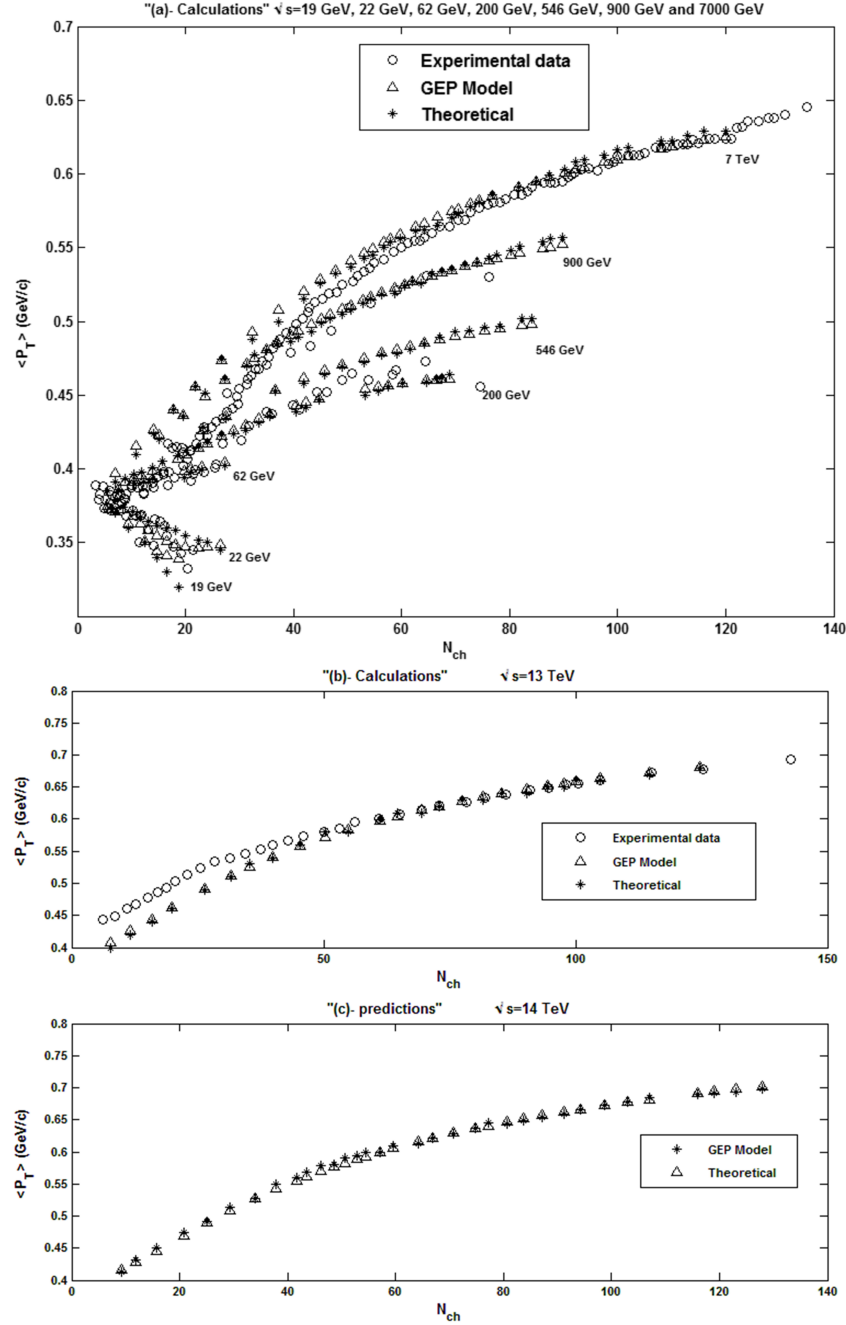 "(a)- Calculations" √ s=19 GeV, 22 GeV, 62 GeV, 200 GeV, 546 GeV, 900 GeV and 7000 GeV
0.7
0.65
0.6
0.55
0.5
0.45
0.4
0.35
<P_T> (GeV/c)
Experimental data
GEP Model
Theoretical
7 TeV
900 GeV
546 GeV
200 GeV
62 GeV
22 GeV
19 GeV
0 20 40 60 80 100 120 140
N_ch
"(b)- Calculations" √ s=13 TeV
0.8
0.75
0.7
0.65
0.6
0.55
0.5
0.45
0.4
<P_T> (GeV/c)
Experimental data
GEP Model
Theoretical
0 50 100 150
N_ch
"(c)- predictions" √ s=14 TeV
0.8
0.75
0.7
0.65
0.6
0.55
0.5
0.45
0.4
<P_T> (GeV/c)
GEP Model
Theoretical
0 20 40 60 80 100 120 140
N_ch